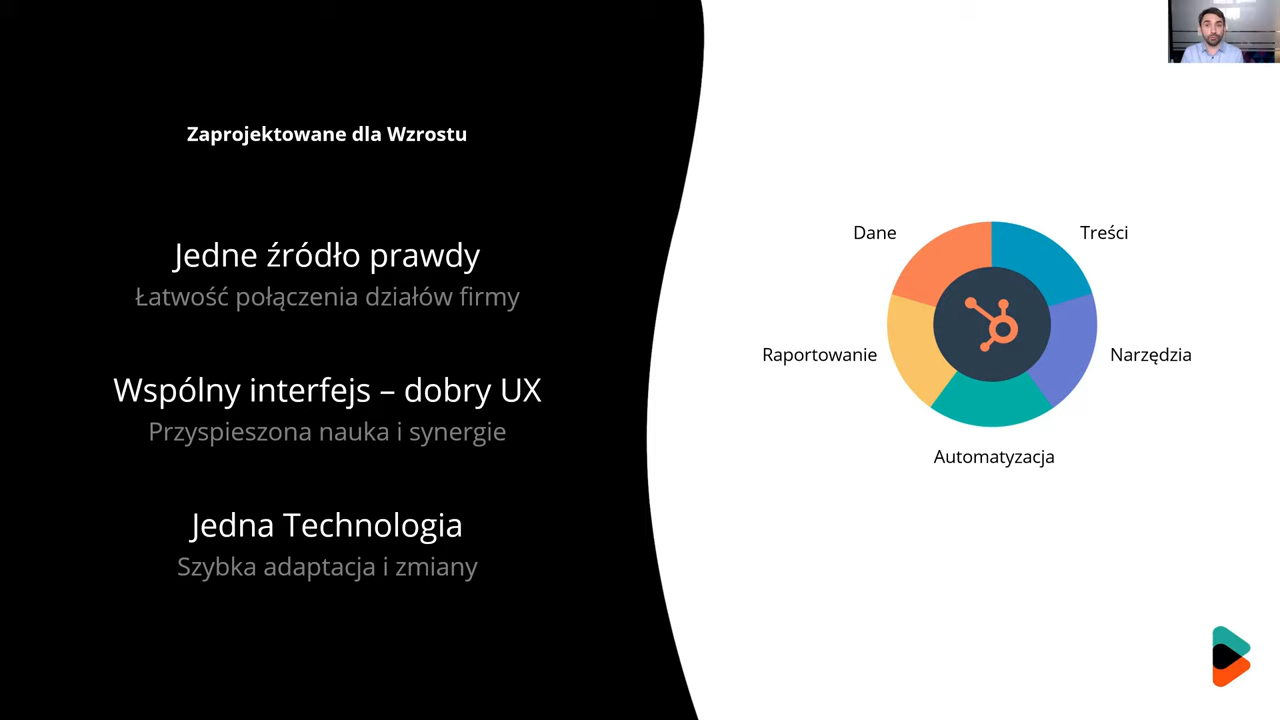 Zaprojektowane dla Wzrostu
Jedne źródło prawdy
Łatwość połączenia działów firmy
Wspólny interfejs – dobry UX
Przyspieszona nauka i synergie
Jedna Technologia
Szybka adaptacja i zmiany
Dane
Treści
Raportowanie
Narzędzia
Automatyzacja